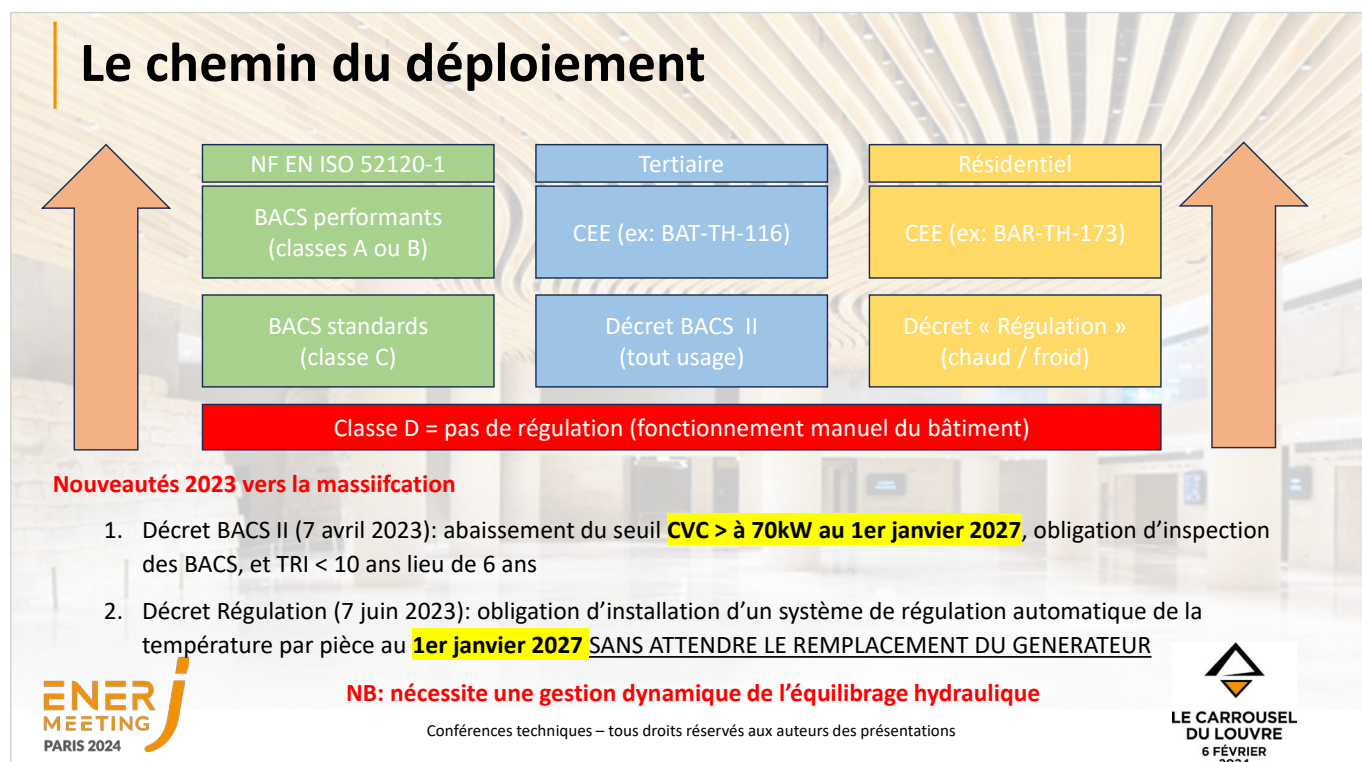 Le chemin du déploiement
NF EN ISO 52120-1
Tertiaire
Résidentiel
BACS performants
(classes A ou B)
CEE (ex: BAT-TH-116)
CEE (ex: BAR-TH-173)
BACS standards
(classe C)
Décret BACS  II
(tout usage)
Décret « Régulation »
(chaud / froid)
Classe D = pas de régulation (fonctionnement manuel du bâtiment)
Nouveautés 2023 vers la massiifcation
1. Décret BACS II (7 avril 2023): abaissement du seuil CVC > à 70kW au 1er janvier 2027, obligation d’inspection
des BACS, et TRI < 10 ans lieu de 6 ans
2. Décret Régulation (7 juin 2023): obligation d’installation d’un système de régulation automatique de la
température par pièce au 1er janvier 2027 SANS ATTENDRE LE REMPLACEMENT DU GENERATEUR
NB: nécessite une gestion dynamique de l’équilibrage hydraulique
ENER J
MEETING
PARIS 2024
Conférences techniques – tous droits réservés aux auteurs des présentations
LE CARROUSEL
DU LOUVRE
6 FÉVRIER
2024